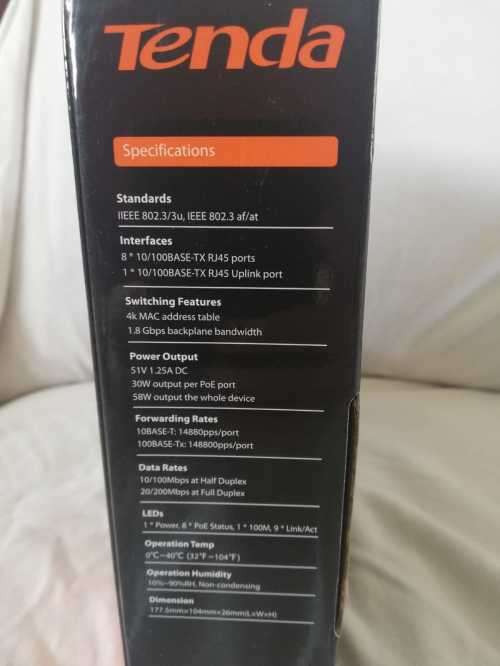 Tenda
Specifications
Standards
IIEEE 802.3/3u, IEEE 802.3 af/at
Interfaces
8 * 10/100BASE-TX RJ45 ports
1 * 10/100BASE-TX RJ45 Uplink port
Switching Features
4k MAC address table
1.8 Gbps backplane bandwidth
Power Output
51V 1.25A DC
30W output per PoE port
58W output the whole device
Forwarding Rates
10BASE-T: 14880pps/port
100BASE-Tx: 148800pps/port
Data Rates
10/100Mbps at Half Duplex
20/200Mbps at Full Duplex
LEDs
1 * Power, 8 * PoE Status, 1 * 100M, 9 * Link/Act
Operation Tamp
0℃~40℃ (32℉~104℉)
Operation Humidity
10%~90%RH, Non-condensing
Dimension
177.5mm×104mm×26mm(L×W×H)